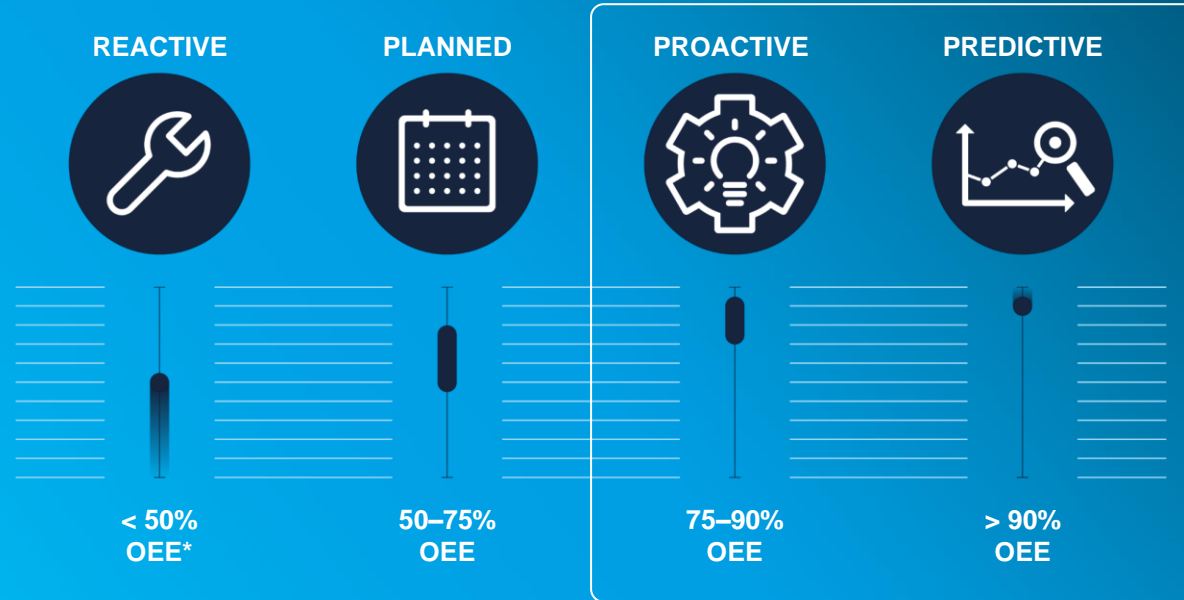 REACTIVE
PLANNED
PROACTIVE
PREDICTIVE
< 50%
OEE*
50–75%
OEE
75–90%
OEE
> 90%
OEE